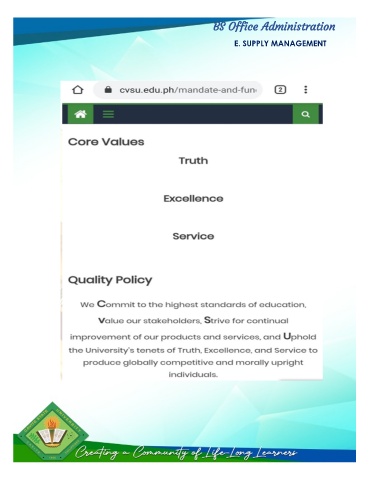 BS Office Administration
E. SUPPLY MANAGEMENT
cvsu.edu.ph/mandate-and-fun
2
Core Values
Truth
Excellence
Service
Quality Policy
We Commit to the highest standards of education,
Value our stakeholders, Strive for continual
improvement of our products and services, and Uphold
the University's tenets of Truth, Excellence, and Service to
produce globally competitive and morally upright
individuals.
Creating a Community of Life-Long Learners